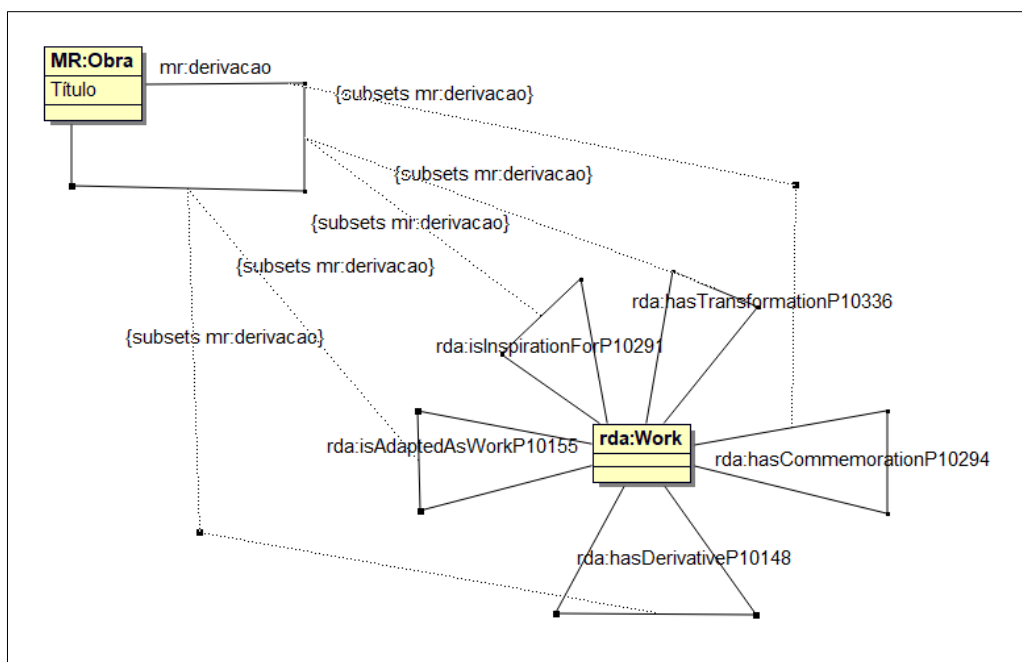 MR:Obra
Título
mr:derivacao
{subsets mr:derivacao}
{subsets mr:derivacao}
{subsets mr:derivacao}
{subsets mr:derivacao}
{subsets mr:derivacao}
rda:hasTransformationP10336
rda:isInspirationForP10291
rda:isAdaptedAsWorkP10155
rda:Work
rda:hasCommemorationP10294
rda:hasDerivativeP10148